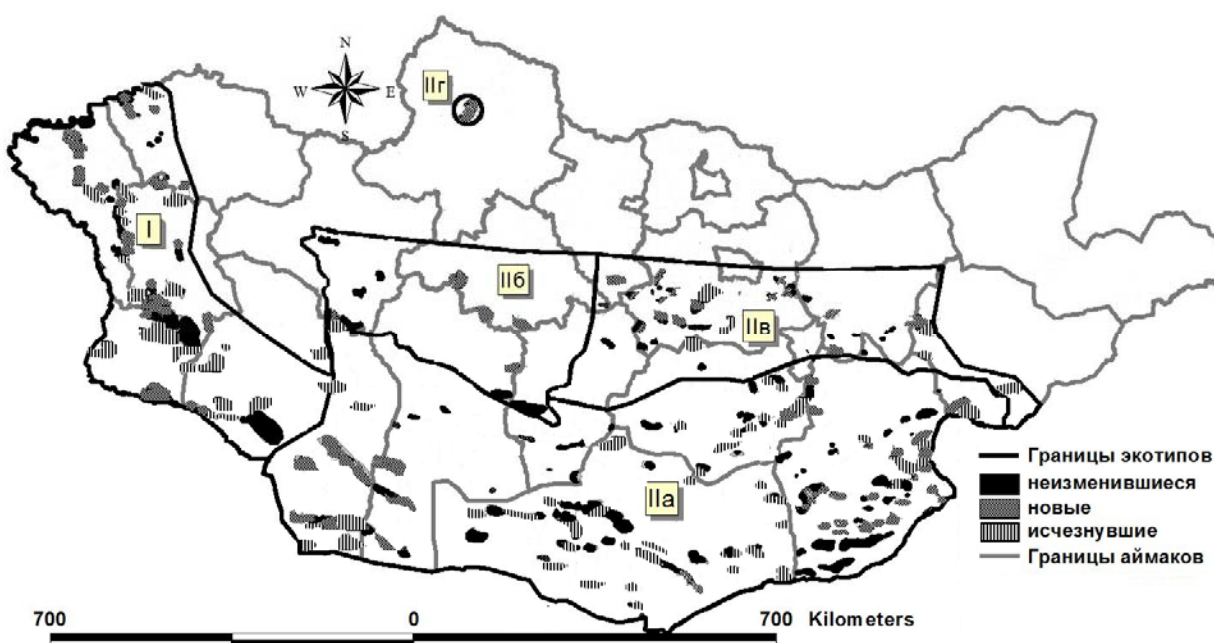 N
IIг
W E
S
I
IIб
IIв
IIа
Границы экотипов
неизменившиеся
новые
исчезнувшие
Границы аймаков
700 0 700 Kilometers